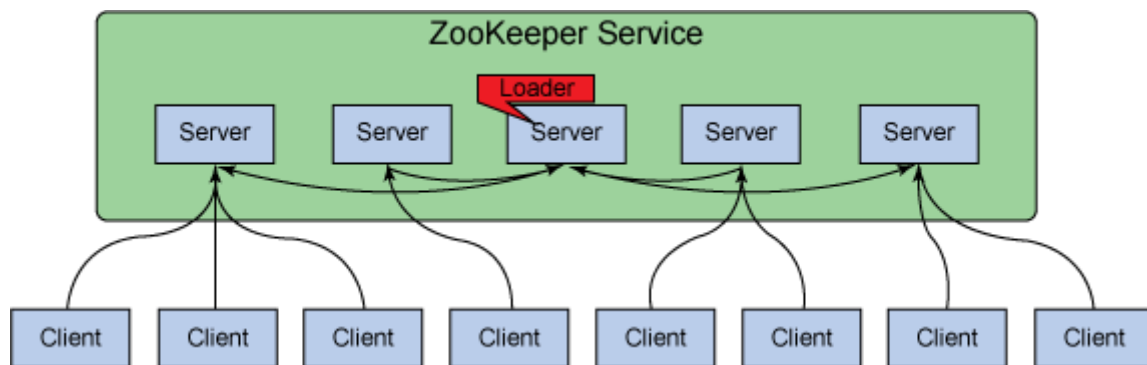 ZooKeeper Service
Loader
Server Server Server Server Server
Client Client Client Client Client Client Client Client